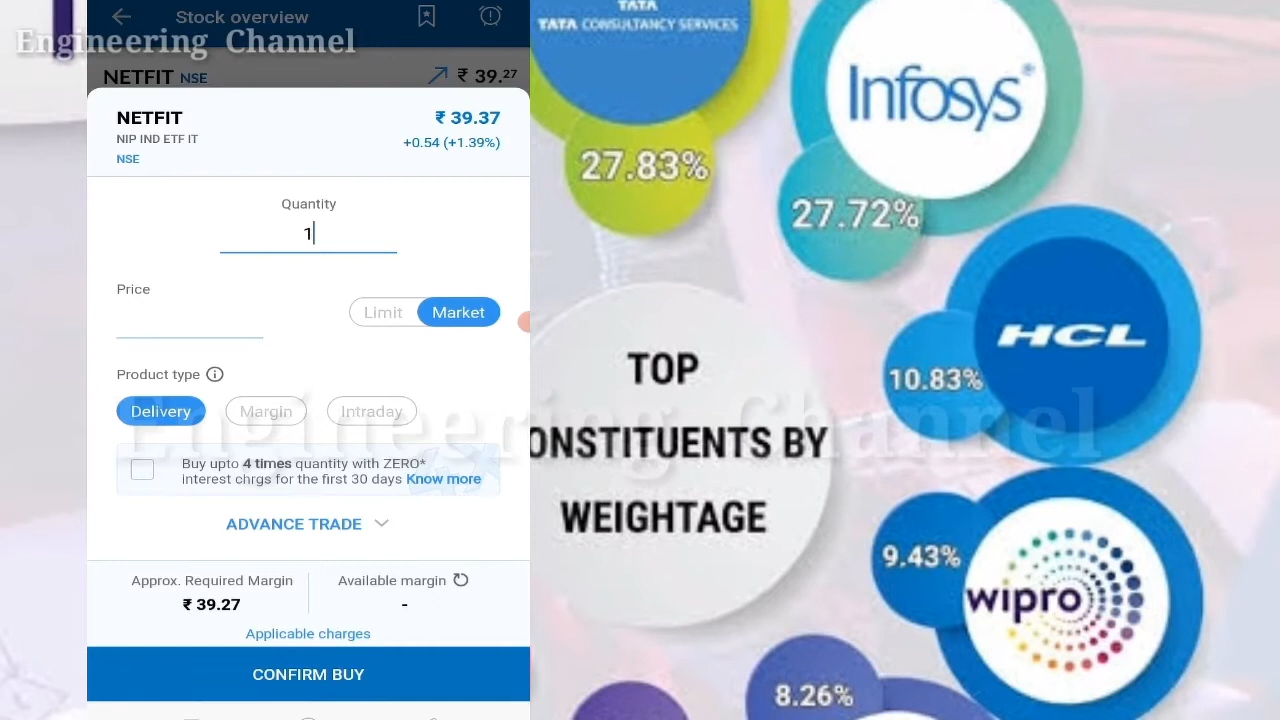 Stock overview
Engineering Channel
NETFIT NSE
₹ 39.27
NETFIT
₹ 39.37
NIP IND ETF IT
+0.54 (+1.39%)
NSE
Quantity
1
Price
Limit
Market
Product type
Delivery
Margin
Intraday
Buy upto 4 times quantity with ZERO*
interest chrgs for the first 30 days Know more
ADVANCE TRADE
Approx. Required Margin
₹ 39.27
Available margin
-
Applicable charges
CONFIRM BUY
TATA
TATA CONSULTANCY SERVICES
27.83%
Infosys®
27.72%
HCL
10.83%
TOP
ONSTITUENTS BY
WEIGHTAGE
wipro
9.43%
8.26%
Engineering Channel